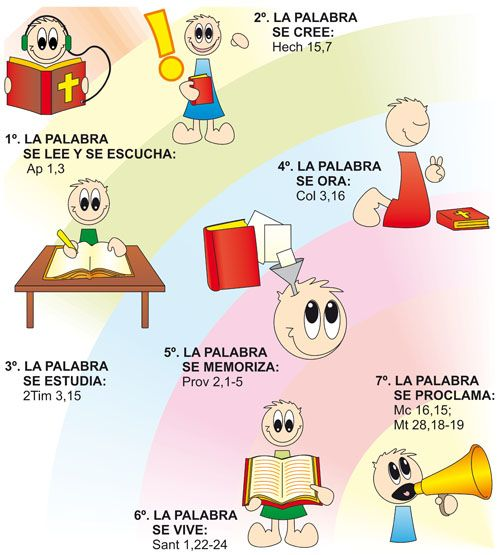 1º. LA PALABRA
SE LEE Y SE ESCUCHA:
Ap 1,3
2º. LA PALABRA
SE CREE:
Hech 15,7
3º. LA PALABRA
SE ESTUDIA:
2Tim 3,15
4º. LA PALABRA
SE ORA:
Col 3,16
5º. LA PALABRA
SE MEMORIZA:
Prov 2,1-5
6º. LA PALABRA
SE VIVE:
Sant 1,22-24
7º. LA PALABRA
SE PROCLAMA:
Mc 16,15;
Mt 28,18-19